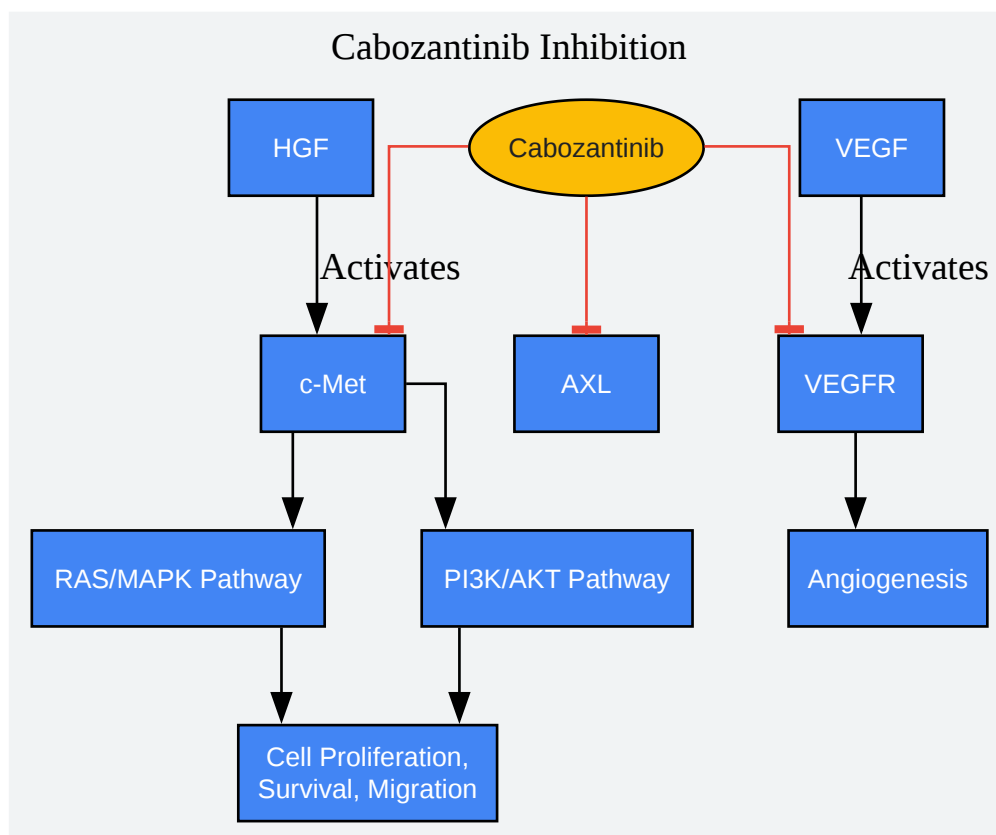 Cabozantinib Inhibition
HGF
Cabozantinib
VEGF
Activates
Activates
c-Met
AXL
VEGFR
RAS/MAPK Pathway
PI3K/AKT Pathway
Angiogenesis
Cell Proliferation,
Survival, Migration